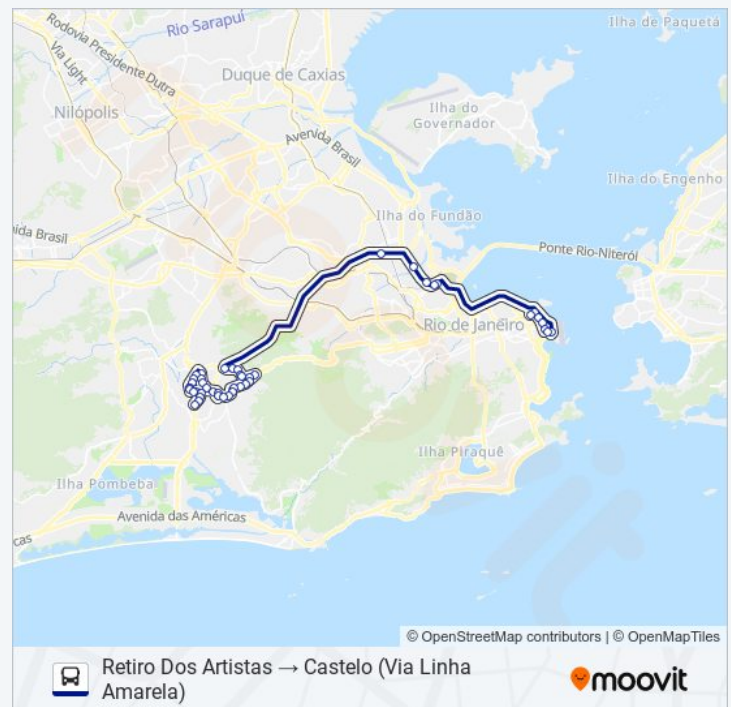 Ilha de Paquetá
Rio Sarapuí
Rodovia Presidente Dutra
Via Light
Duque de Caxias
Nilópolis
Ilha do
Governador
Avenida Brasil
Ilha do Engenho
Ilha do Fundão
nida Brasil
Ponte Rio-Niterói
Rio de Janeiro
Ilha Piraquê
Ilha Pombeba
Avenida das Américas
cas
© OpenStreetMap contributors | © OpenMapTiles
Retiro Dos Artistas → Castelo (Via Linha
Amarela)
moovit